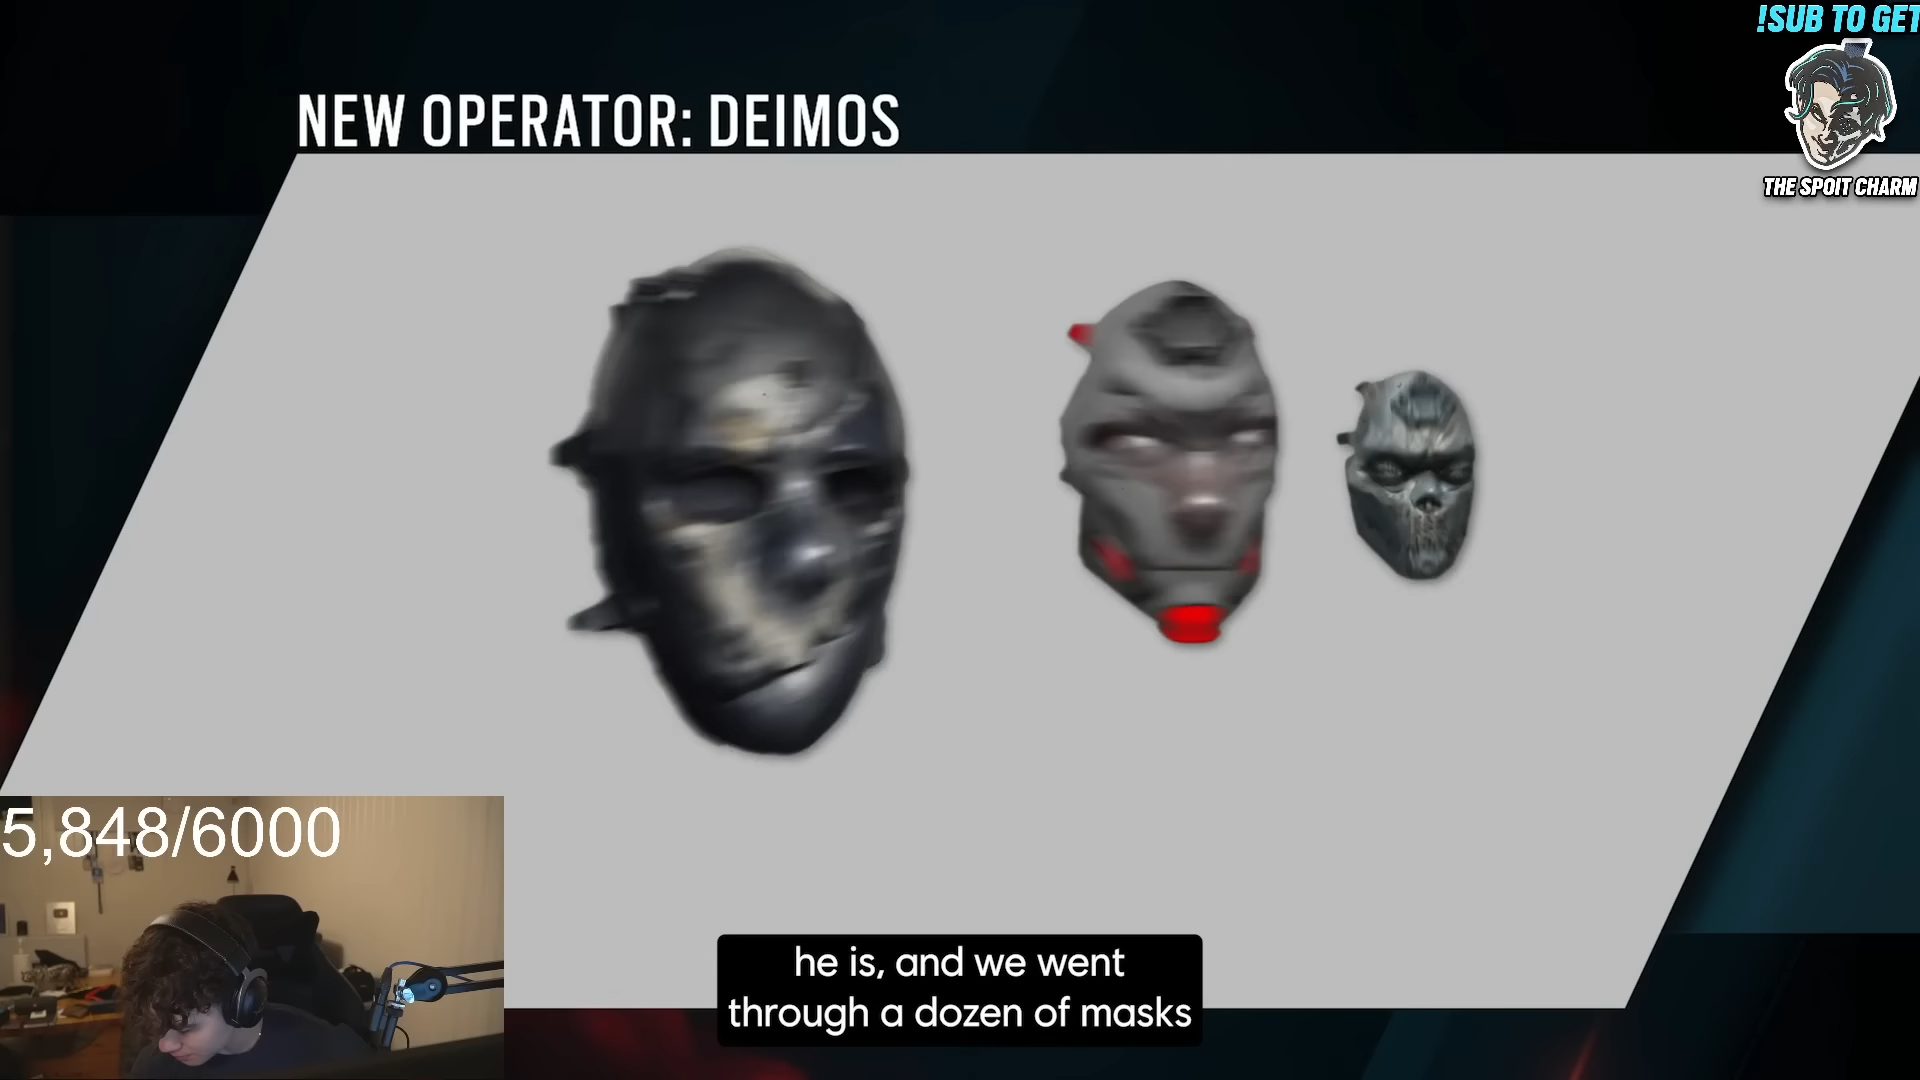 !SUB TO GET
NEW OPERATOR: DEIMOS
THE SPOIT CHARM
5,848/6000
he is, and we went
through a dozen of masks